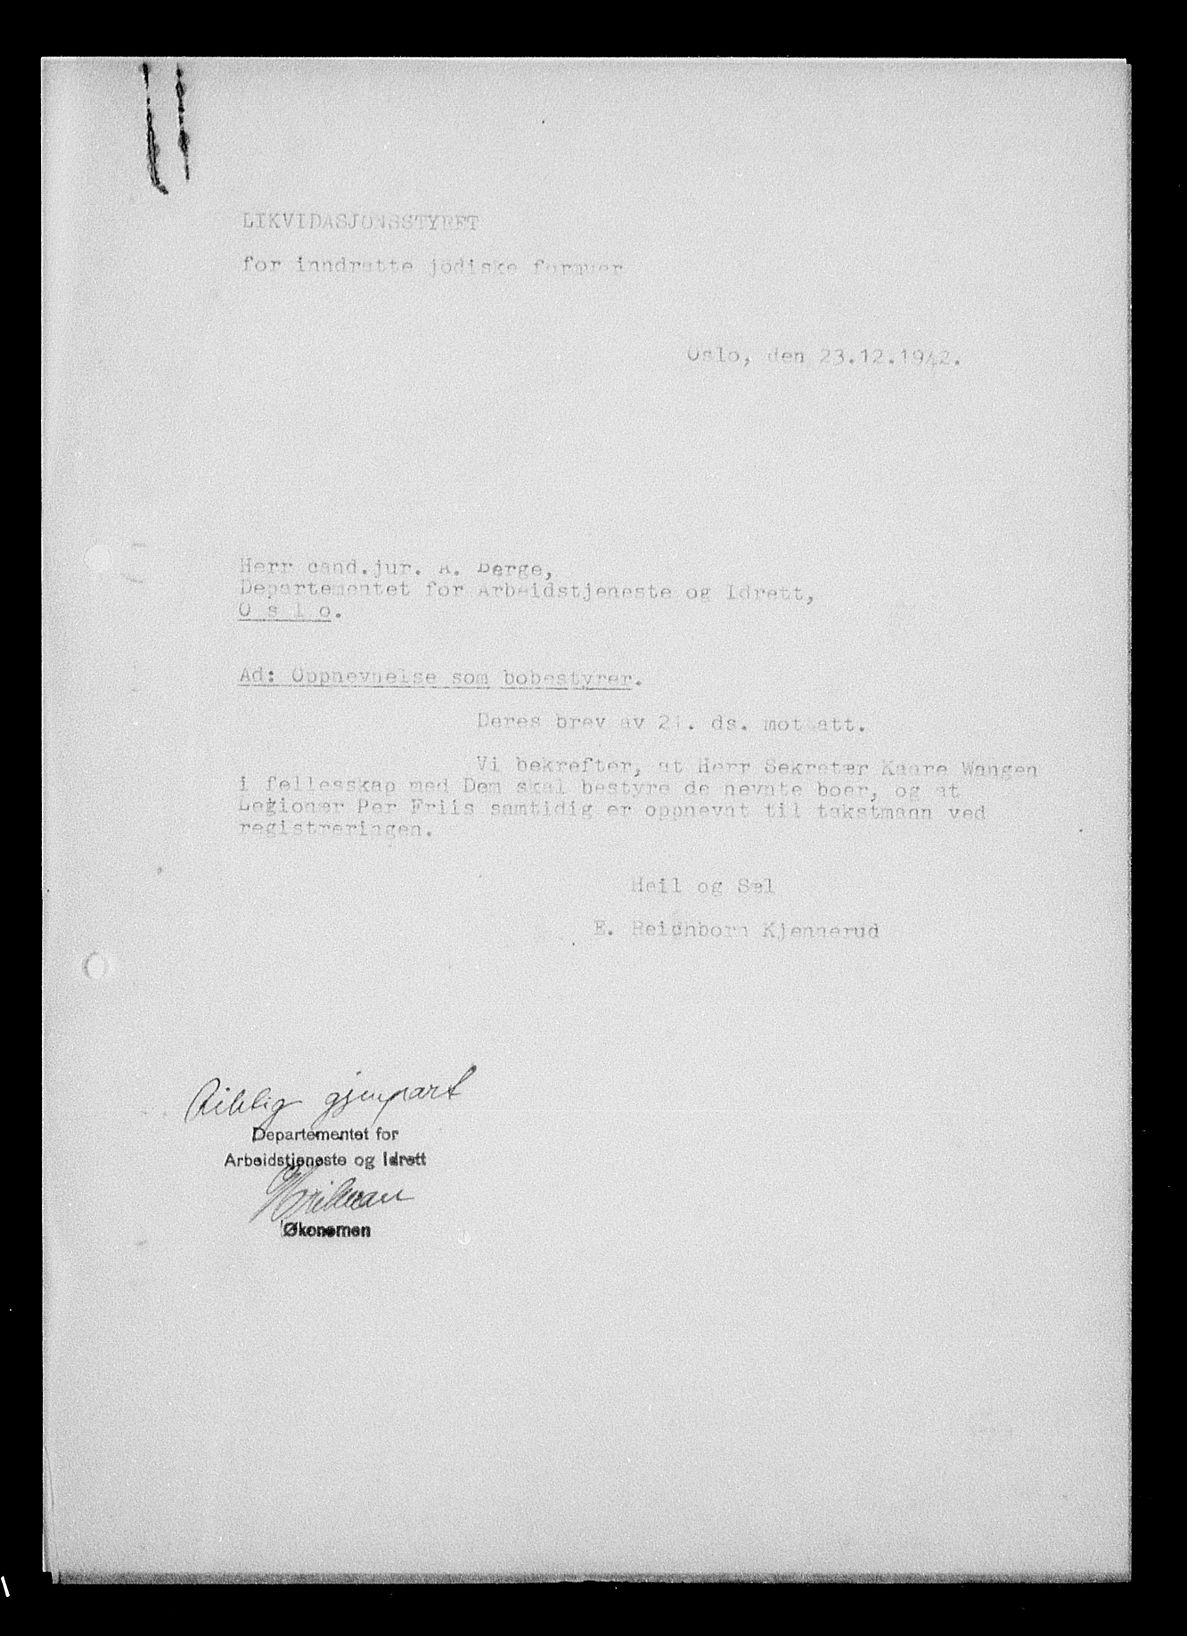 LIKVIDASJONSSTYRET
for inndratte jödiske formuer
Oslo, den 23.12.1942.
Herr cand.jur. A. Berge,
Departementet for Arbeidstjeneste og Idrett,
O s l o.
Ad: Oppnevnelse som bobestyrer.
Deres brev av 21. ds. mottatt.
Vi bekrefter, at Herr Sekretær Kaare Wangen
i fellesskap med Dem skal bestyre de nevnte boer, og at
Legionær Per Friis samtidig er oppnevnt til takstmann ved
registreringen.
Heil og Sæl
E. Reichborn Kjennerud
Riktig gjenpart
Departementet for
Arbeidstjeneste og Idrett
Økonomen